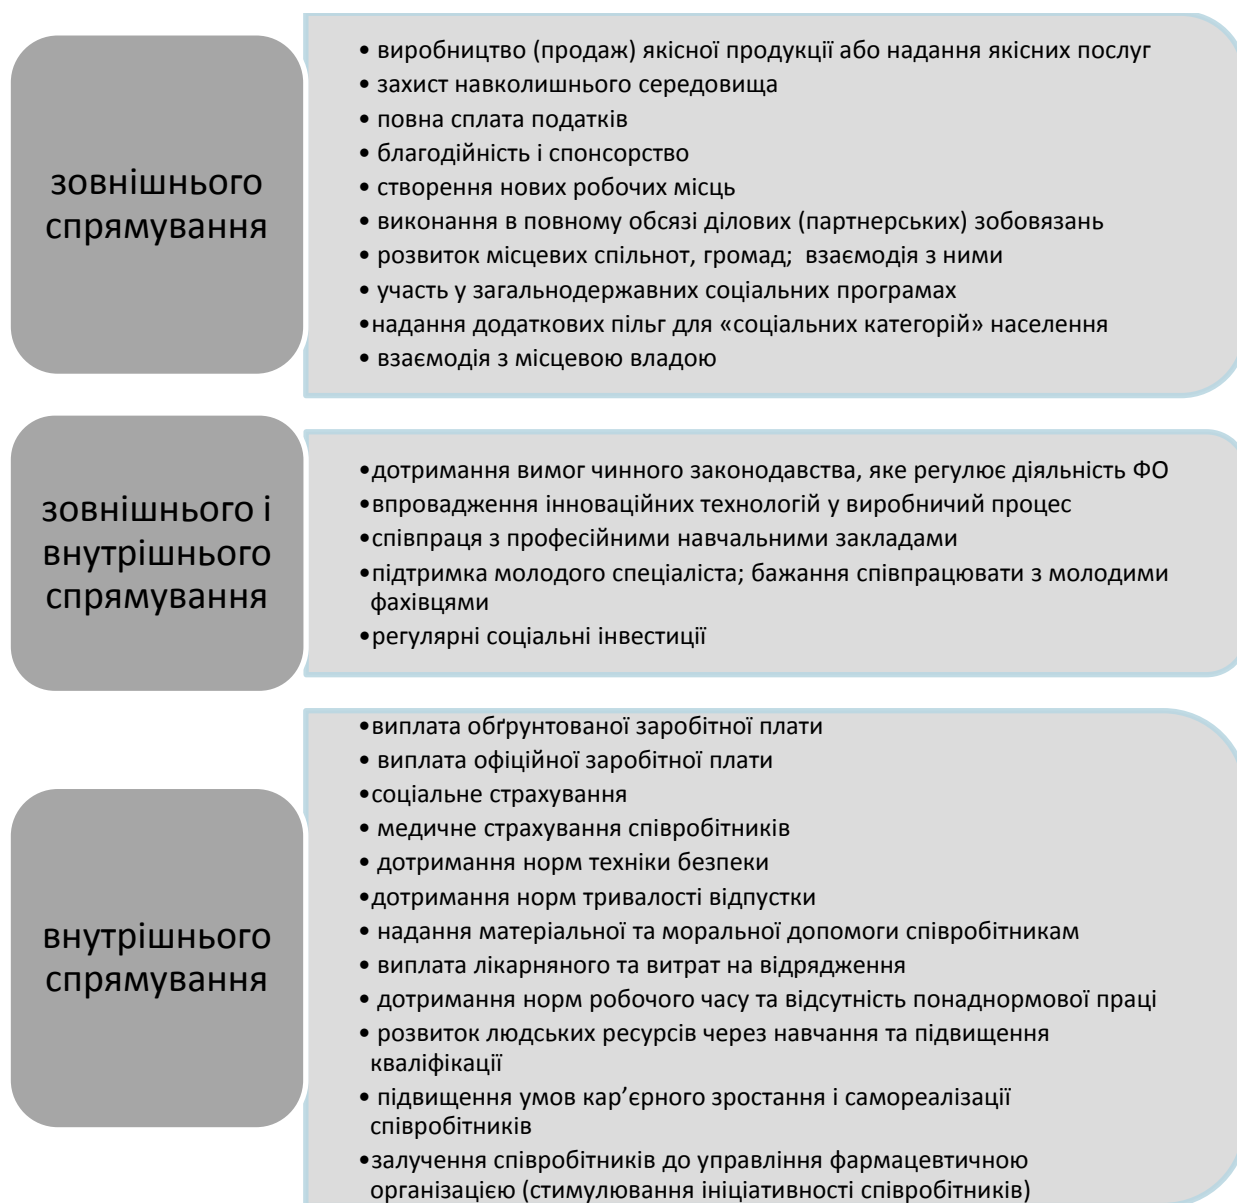 зовнішнього
спрямування
• виробництво (продаж) якісної продукції або надання якісних послуг
• захист навколишнього середовища
• повна сплата податків
• благодійність і спонсорство
• створення нових робочих місць
• виконання в повному обсязі ділових (партнерських) зобовязань
• розвиток місцевих спільнот, громад;  взаємодія з ними
• участь у загальнодержавних соціальних програмах
•надання додаткових пільг для «соціальних категорій» населення
• взаємодія з місцевою владою
зовнішнього і
внутрішнього
спрямування
•дотримання вимог чинного законодавства, яке регулює діяльність ФО
•впровадження інноваційних технологій у виробничий процес
•співпраця з професійними навчальними закладами
•підтримка молодого спеціаліста; бажання співпрацювати з молодими
фахівцями
•регулярні соціальні інвестиції
внутрішнього
спрямування
•виплата обґрунтованої заробітної плати
• виплата офіційної заробітної плати
•соціальне страхування
• медичне страхування співробітників
• дотримання норм техніки безпеки
•дотримання норм тривалості відпустки
• надання матеріальної та моральної допомоги співробітникам
• виплата лікарняного та витрат на відрядження
• дотримання норм робочого часу та відсутність понаднормової праці
• розвиток людських ресурсів через навчання та підвищення
кваліфікації
• підвищення умов кар’єрного зростання і самореалізації
співробітників
•залучення співробітників до управління фармацевтичною
організацією (стимулювання ініціативності співробітників)